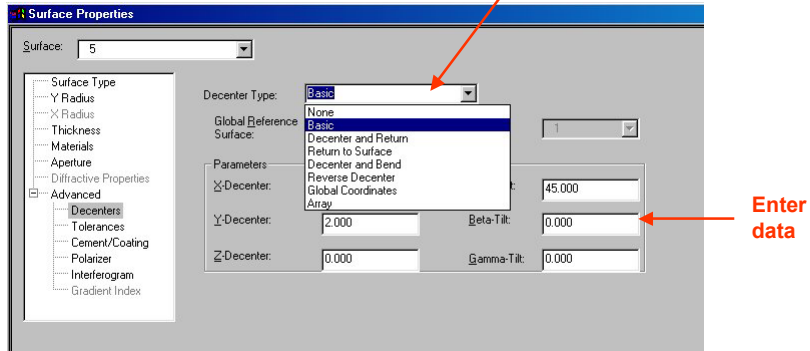 Surface Properties
Surface: 5
Surface Type
Y Radius
X Radius
Thickness
Materials
Aperture
Diffractive Properties
Advanced
Decenters
Tolerances
Cement/Coating
Polarizer
Interferogram
Gradient Index
Decenter Type: Basic
None
Basic
Decenter and Return
Return to Surface
Decenter and Bend
Reverse Decenter
Global Coordinates
Array
Global Reference
Surface:
1
Parameters
X-Decenter:
45.000
Y-Decenter: 2.000 Beta-Tilt: 0.000
Z-Decenter: 0.000 Gamma-Tilt: 0.000
Enter
data